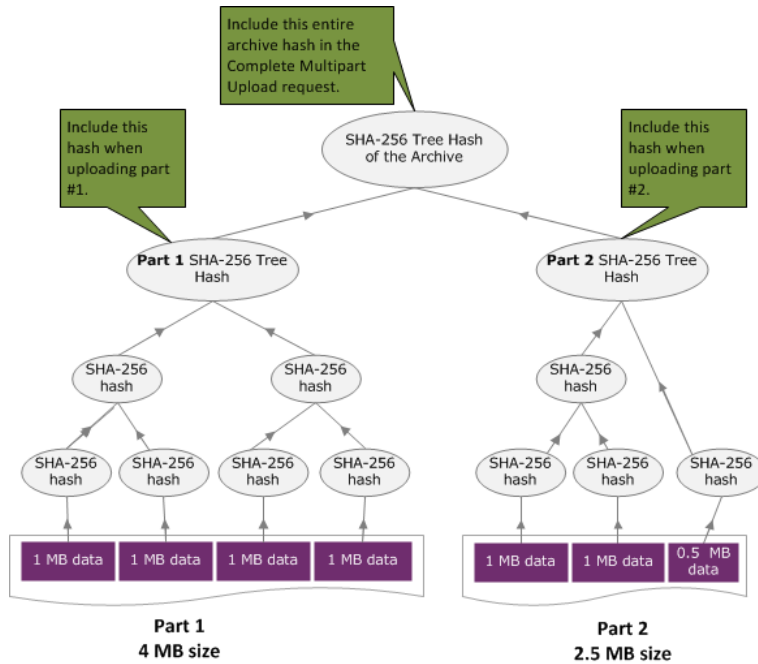 Include this entire
archive hash in the
Complete Multipart
Upload request.
Include this
hash when
uploading part
#1.
SHA-256 Tree Hash
of the Archive
Include this
hash when
uploading part
#2.
Part 1 SHA-256 Tree
Hash
Part 2 SHA-256 Tree
Hash
SHA-256
hash
SHA-256
hash
SHA-256
hash
SHA-256
hash
SHA-256
hash
SHA-256
hash
SHA-256
hash
SHA-256
hash
SHA-256
hash
SHA-256
hash
1 MB data
1 MB data
1 MB data
1 MB data
1 MB data
1 MB data
0.5 MB
data
Part 1
4 MB size
Part 2
2.5 MB size